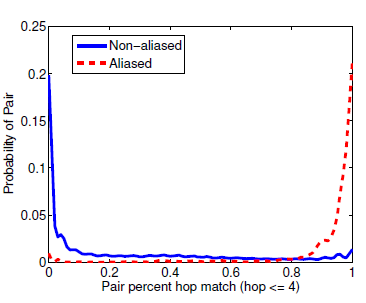 Non-aliased
Aliased
Probability of Pair
0.25
0.2
0.15
0.1
0.05
0
0 0.2 0.4 0.6 0.8 1
Pair percent hop match (hop <= 4)